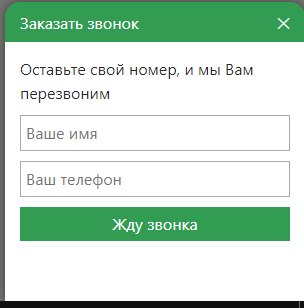 Заказать звонок
Оставьте свой номер, и мы Вам
перезвоним
Ваше имя
Ваш телефон
Жду звонка